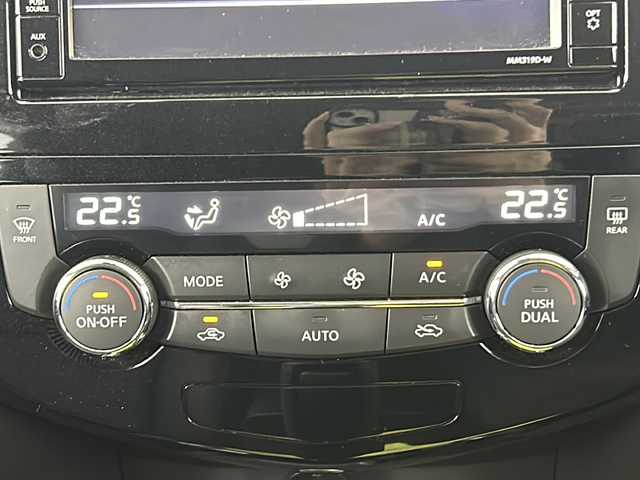 PUSH
SOURCE
AUX
OPT
MM319D-W
22.5°C
A/C
22.5°C
FRONT
REAR
PUSH
ON-OFF
MODE
A/C
PUSH
DUAL
AUTO